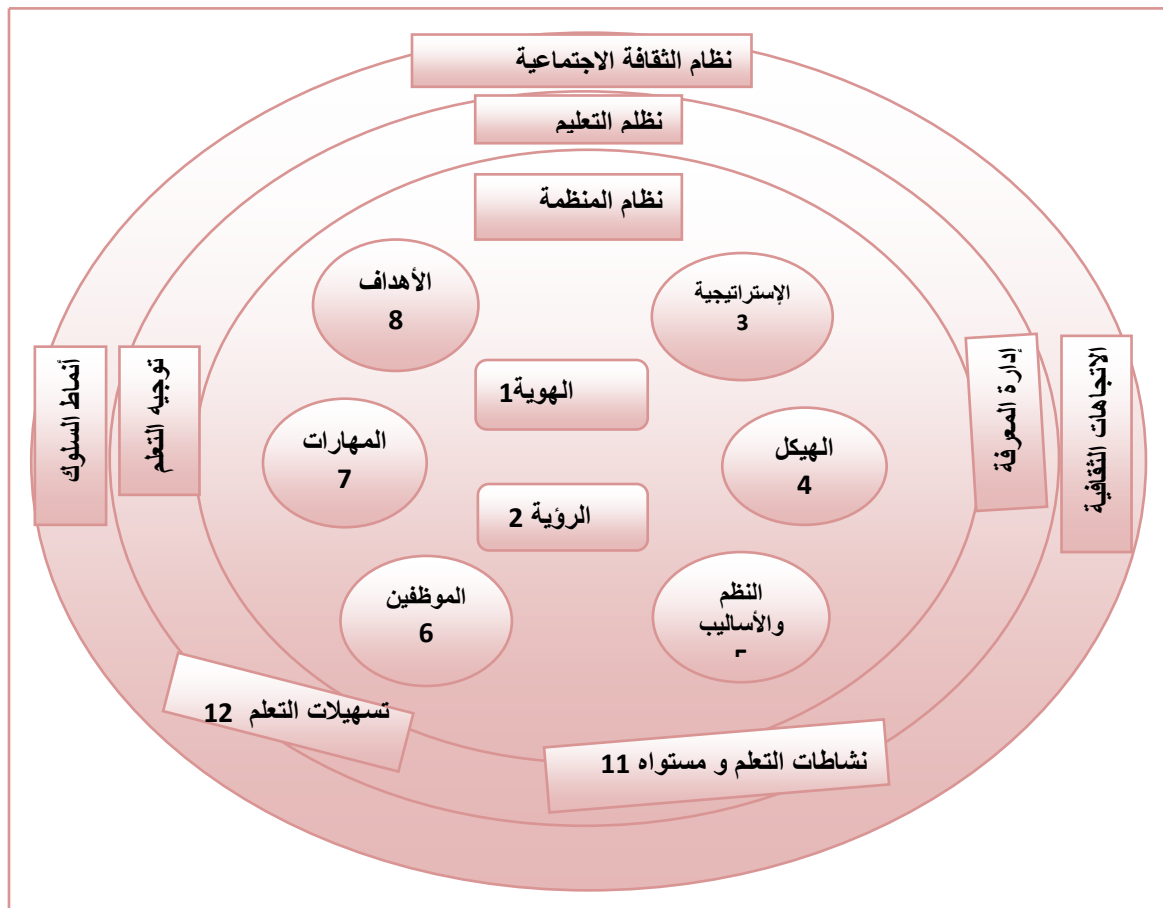 نظام الثقافة الاجتماعية
نظلم التعليم
نظام المنظمة
الأهداف
8
الإستراتيجية
3
الهوية1
المهارات
7
الهيكل
4
الرؤية 2
الموظفين
6
النظم
والأساليب
أنماط السلوك
توجيه التعلم
إدارة المعرفة
الاتجاهات الثقافية
تسهيلات التعلم 12
نشاطات التعلم و مستواه 11